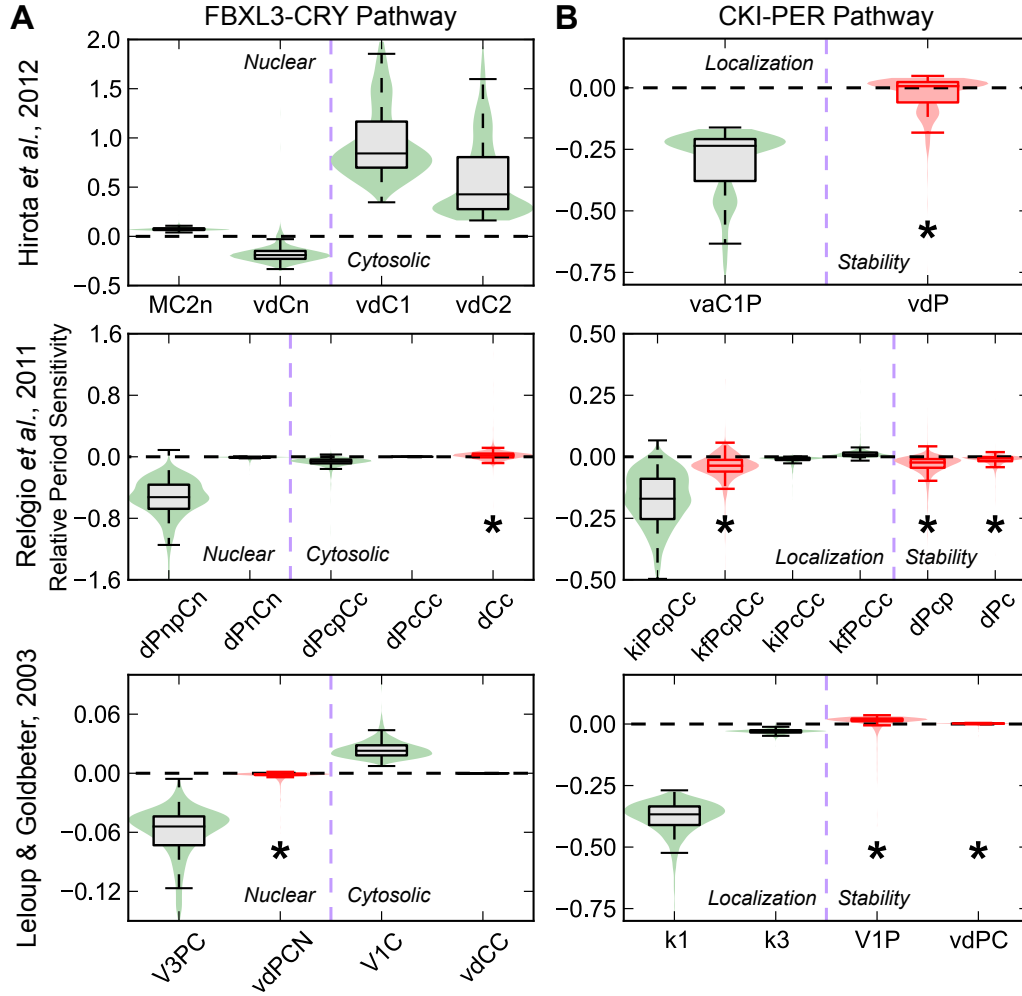 A
FBXL3-CRY Pathway
B
CKI-PER Pathway
Hirota et al., 2012
2.0
1.5
1.0
0.5
0.0
−0.5
Nuclear
Cytosolic
MC2n
vdCn
vdC1
vdC2
0.00
−0.25
−0.50
−0.75
Localization
Stability
*
vaC1P
vdP
Relógio et al., 2011
Relative Period Sensitivity
1.6
0.8
0.0
−0.8
−1.6
Nuclear
Cytosolic
*
dPnpCn
dPnCn
dPcpCc
dPcCc
dCc
0.50
0.25
0.00
−0.25
−0.50
*
*
*
Localization
Stability
kiPcpCc
kfPcpCc
kiPcCc
kfPcCc
dPcp
dPc
Leloup & Goldbeter, 2003
0.06
0.00
−0.06
−0.12
*
Nuclear
Cytosolic
V3PC
vdPCN
V1C
vdCC
0.00
−0.25
−0.50
−0.75
*
*
Localization
Stability
k1
k3
V1P
vdPC